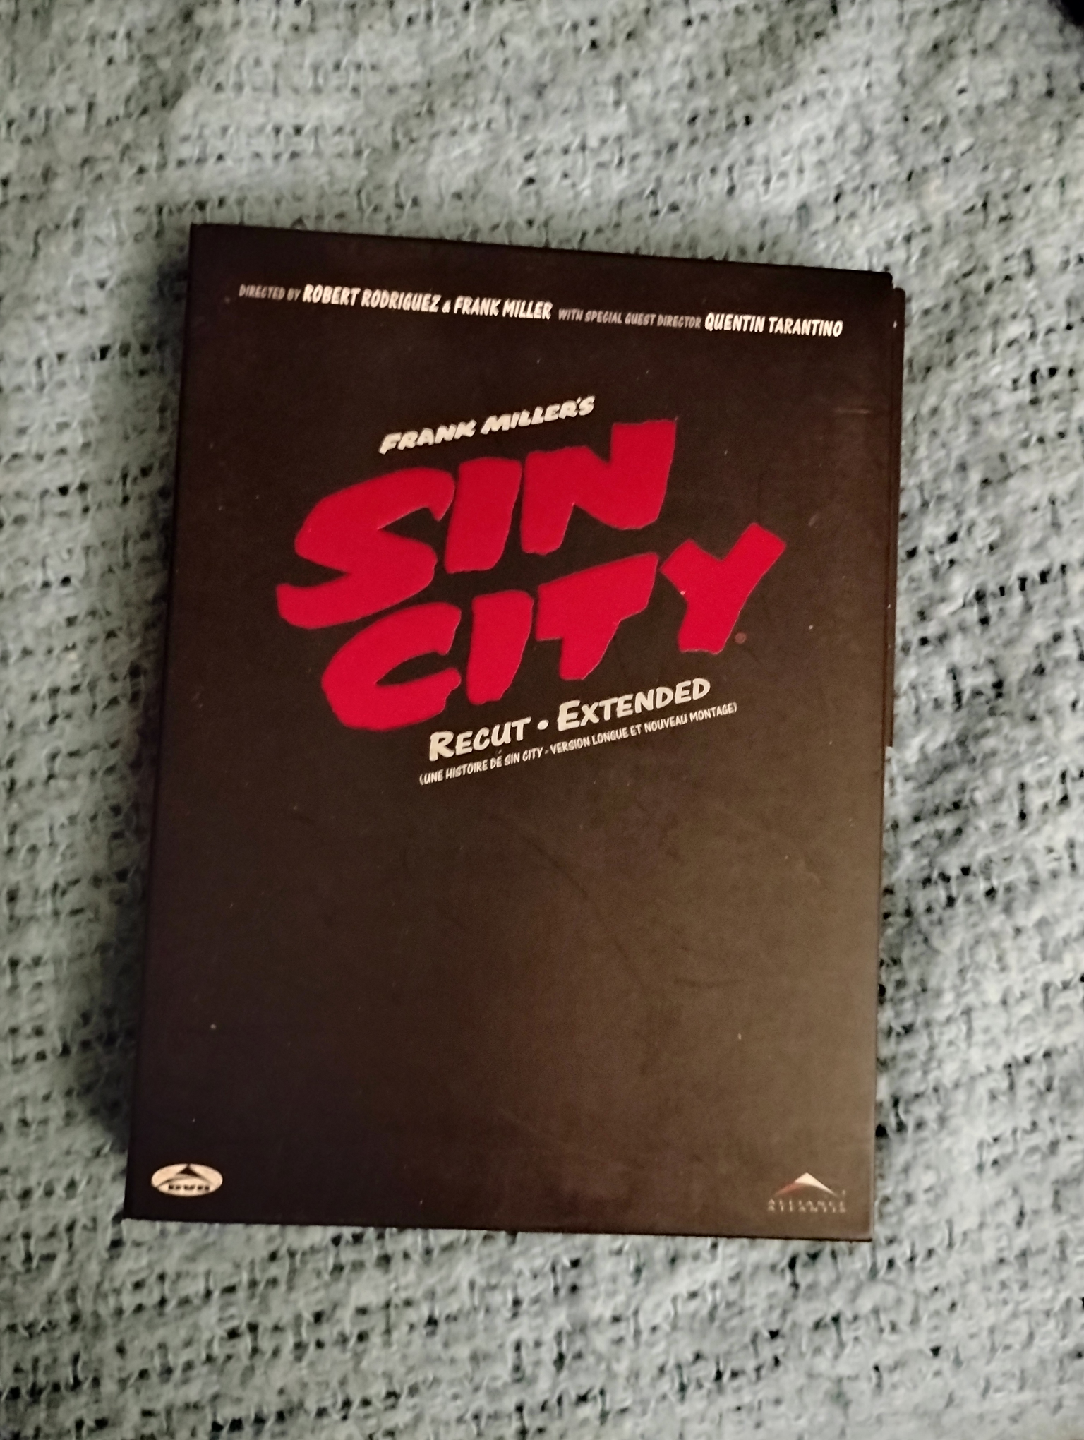 DIRECTED BY ROBERT RODRIGUEZ & FRANK MILLER WITH SPECIAL GUEST DIRECTOR QUENTIN TARANTINO
FRANK MILLER'S
SIN
CITY®
RECUT • EXTENDED
(UNE HISTOIRE DE SIN CITY - VERSION LONGUE ET NOUVEAU MONTAGE)
DVD